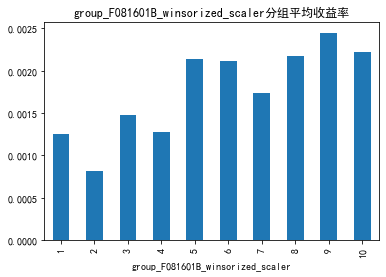 group_F081601B_winsorized_scaler分组平均收益率
0.0025
0.0020
0.0015
0.0010
0.0005
0.0000
1 2 3 4 5 6 7 8 9 10
group_F081601B_winsorized_scaler